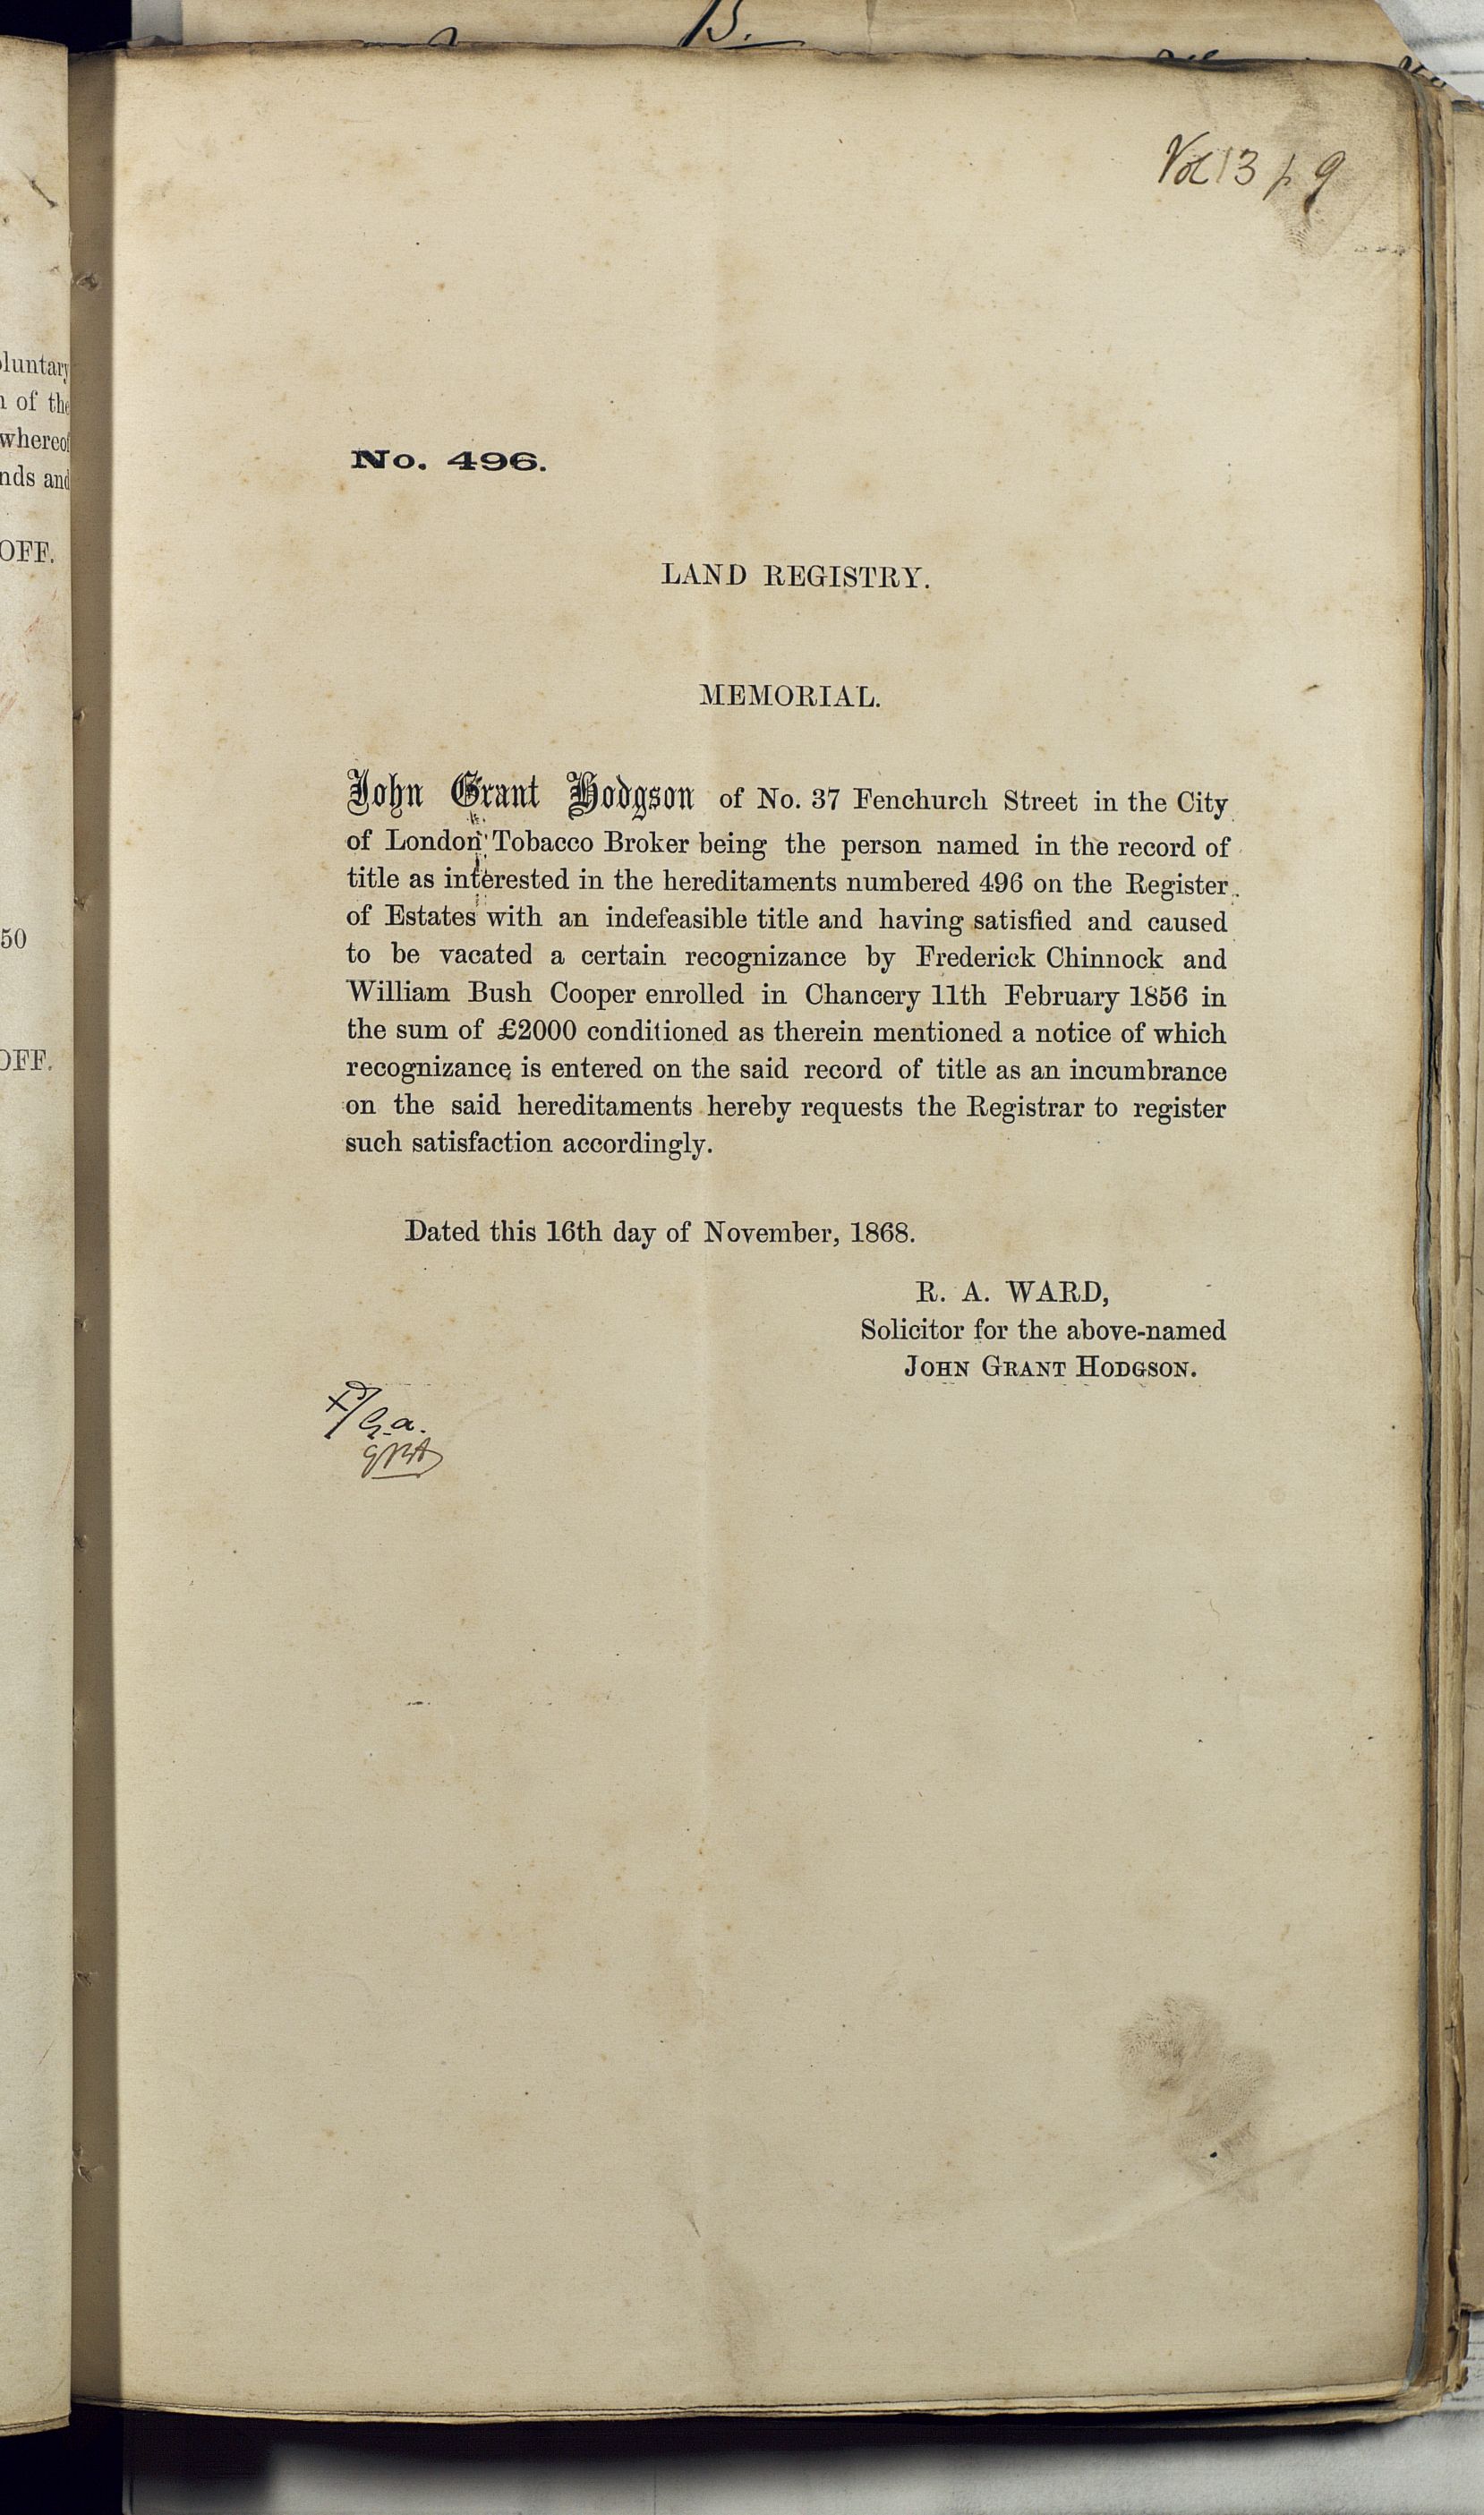 B.
Vol 13 p. 9
luntary
of the
whereof
nds and
OFF.
50
OFF.
No. 496.
LAND REGISTRY.
MEMORIAL.
John Grant Hodgson of No. 37 Fenchurch Street in the City
of London Tobacco Broker being the person named in the record of
title as interested in the hereditaments numbered 496 on the Register
of Estates with an indefeasible title and having satisfied and caused
to be vacated a certain recognizance by Frederick Chinnock and
William Bush Cooper enrolled in Chancery 11th February 1856 in
the sum of £2000 conditioned as therein mentioned a notice of which
recognizance is entered on the said record of title as an incumbrance
on the said hereditaments hereby requests the Registrar to register
such satisfaction accordingly.
Dated this 16th day of November, 1868.
R. A. WARD,
Solicitor for the above-named
JOHN GRANT HODGSON.